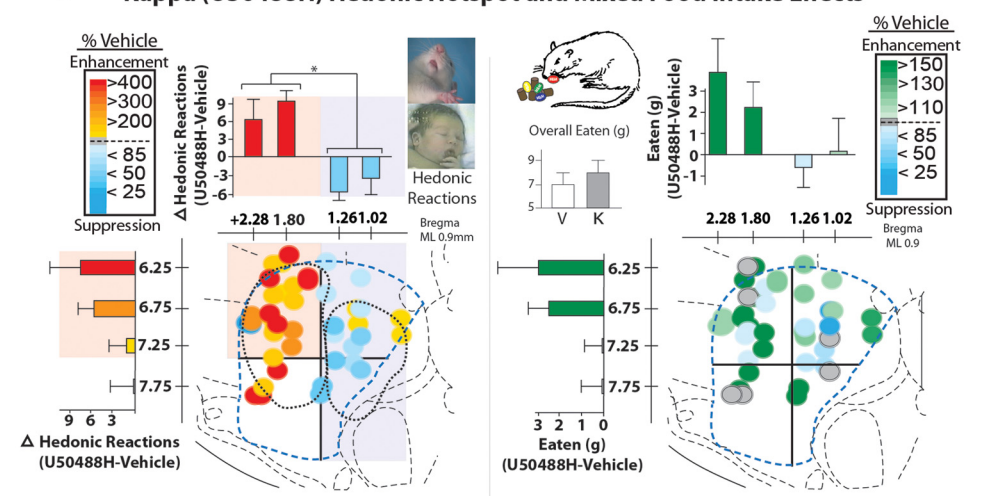 Kappa (U50488H) Hedonic Hotspot and Mixed Food Intake Effects
% Vehicle
Enhancement
>400
>300
>200
< 85
< 50
< 25
Suppression
Δ Hedonic Reactions
(U50488H-Vehicle)
9
6
3
0
-3
-6
*
Hedonic
Reactions
+2.28 1.80 1.26 1.02
Bregma
ML 0.9mm
6.25
6.75
7.25
7.75
9 6 3
Δ Hedonic Reactions
(U50488H-Vehicle)
Overall Eaten (g)
9
7
5
V K
Eaten (g)
(U50488H-Vehicle)
3
2
1
0
-1
% Vehicle
Enhancement
>150
>130
>110
< 85
< 50
< 25
Suppression
2.28 1.80 1.26 1.02
Bregma
ML 0.9
6.25
6.75
7.25
7.75
3 2 1 0
Eaten (g)
(U50488H-Vehicle)